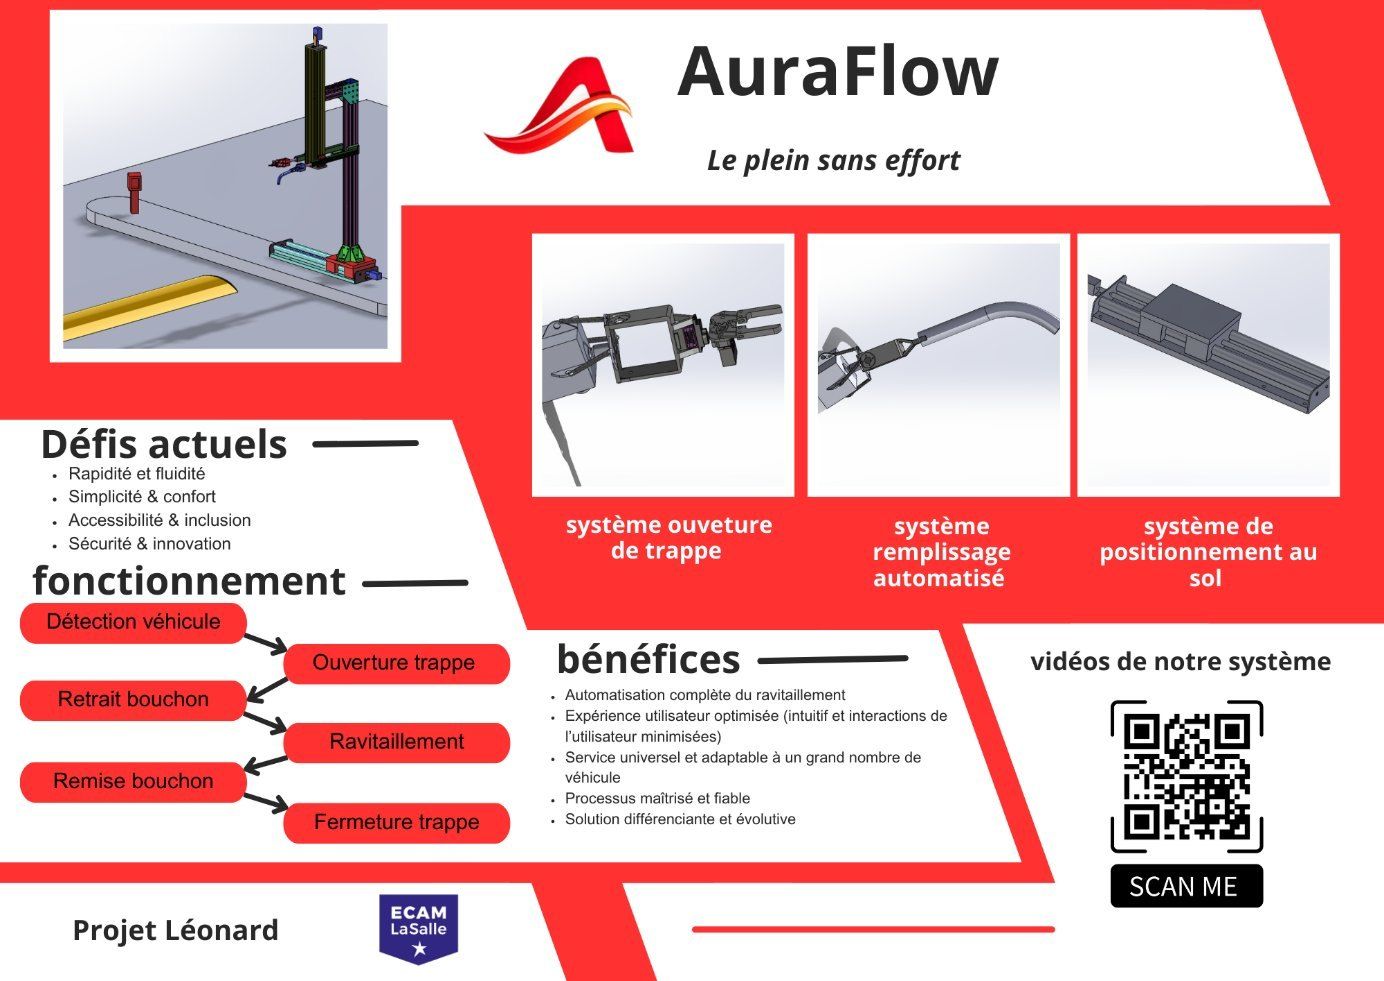 AuraFlow
Le plein sans effort
système ouveture
de trappe
système
remplissage
automatisé
système de
positionnement au
sol
Défis actuels
Rapidité et fluidité
Simplicité & confort
Accessibilité & inclusion
Sécurité & innovation
fonctionnement
Détection véhicule
Ouverture trappe
Retrait bouchon
Ravitaillement
Remise bouchon
Fermeture trappe
bénéfices
Automatisation complète du ravitaillement
Expérience utilisateur optimisée (intuitif et interactions de
l'utilisateur minimisées)
Service universel et adaptable à un grand nombre de
véhicule
Processus maîtrisé et fiable
Solution différenciante et évolutive
vidéos de notre système
SCAN ME
Projet Léonard
ECAM
LaSalle